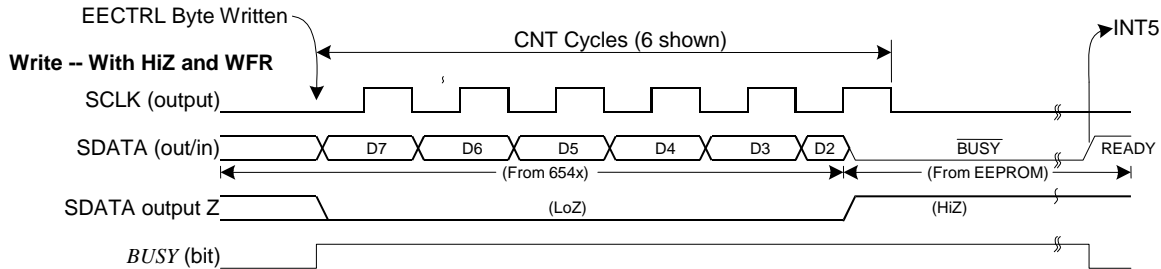 EECTRL Byte Written
INT5
CNT Cycles (6 shown)
Write -- With HiZ and WFR
SCLK (output)
SDATA (out/in)
D7 D6 D5 D4 D3 D2 BUSY READY
(From 654x) (From EEPROM)
SDATA output Z
(LoZ) (HiZ)
BUSY (bit)